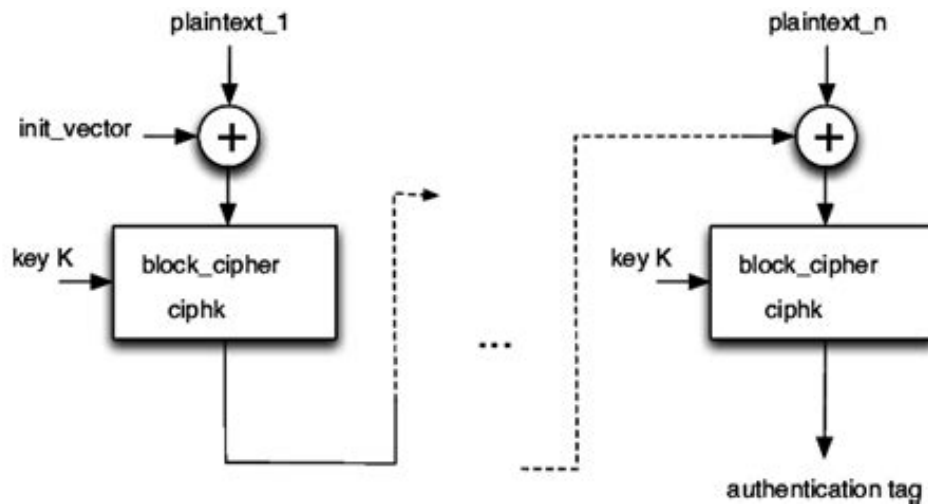 plaintext_1
plaintext_n
init_vector
+
+
key K
block_cipher
ciphk
...
key K
block_cipher
ciphk
authentication tag